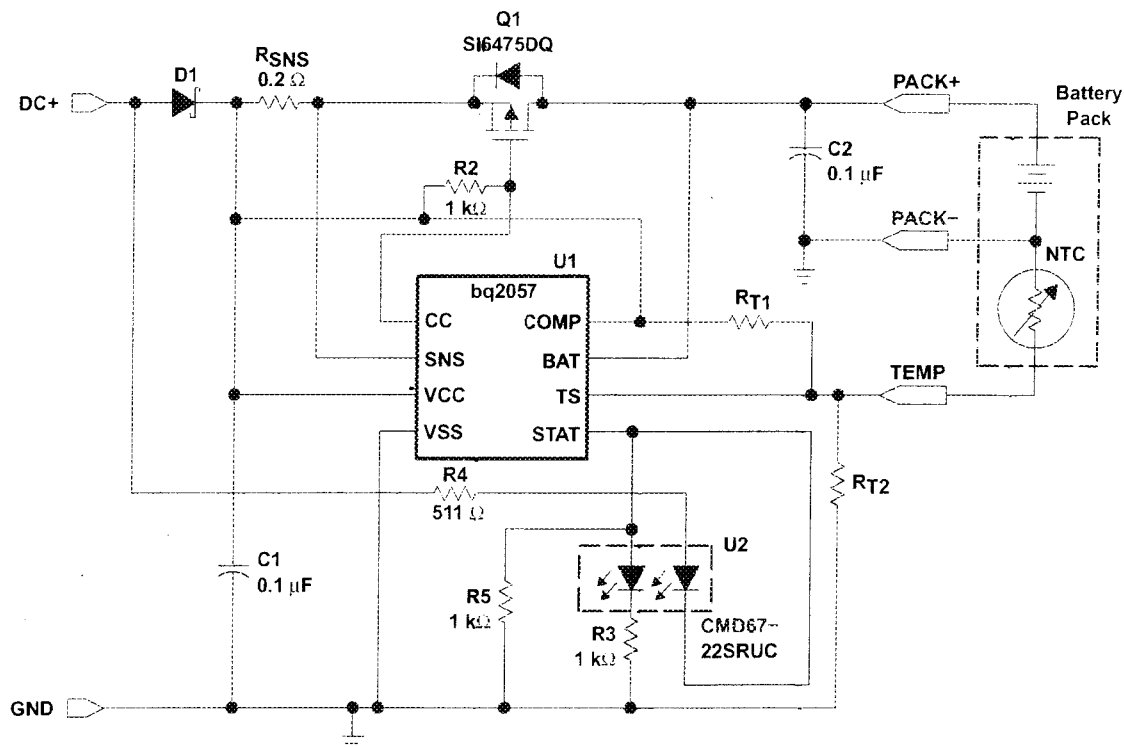 Q1
SI6475DQ
RSNS
0.2 Ω
D1
DC+
PACK+
Battery
Pack
C2
0.1 μF
R2
1 kΩ
PACK−
NTC
U1
bq2057
RT1
CC
COMP
SNS
BAT
VCC
TS
TEMP
VSS
STAT
R4
511 Ω
RT2
U2
C1
0.1 μF
R5
1 kΩ
R3
1 kΩ
CMD67−
22SRUC
GND